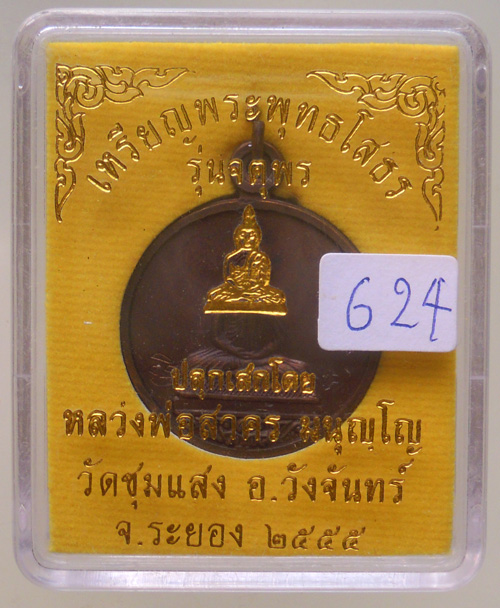 เหรียญพระพุทธโสธร
รุ่นจตุพร
624
ปลุกเสกโดย
หลวงพ่อสาคร มนุญโญ
วัดชุมแสง อ.วังจันทร์
จ.ระยอง ๒๕๕๕